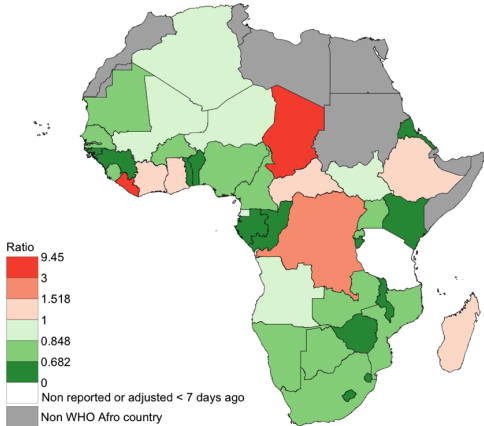 Ratio
9.45
3
1.518
1
0.848
0.682
0
Non reported or adjusted < 7 days ago
Non WHO Afro country